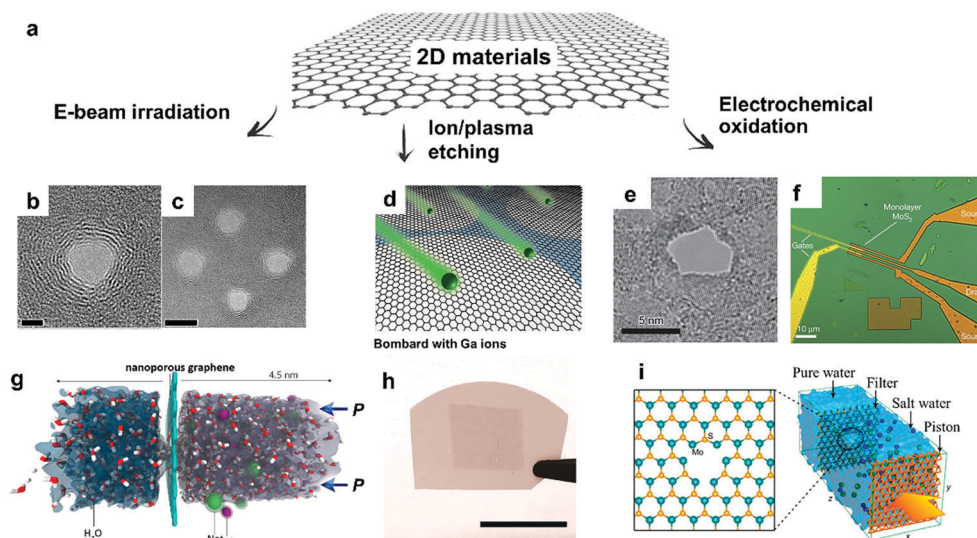 a
2D materials
E-beam irradiation
Ion/plasma
etching
Electrochemical
oxidation
b
c
d
Bombard with Ga ions
e
5 nm
f
Monolayer
MoS2
Gates
10 μm
g
nanoporous graphene
4.5 nm
P
P
h
i
S
Mo
Pure water
Filter
Salt water
Piston
y
x